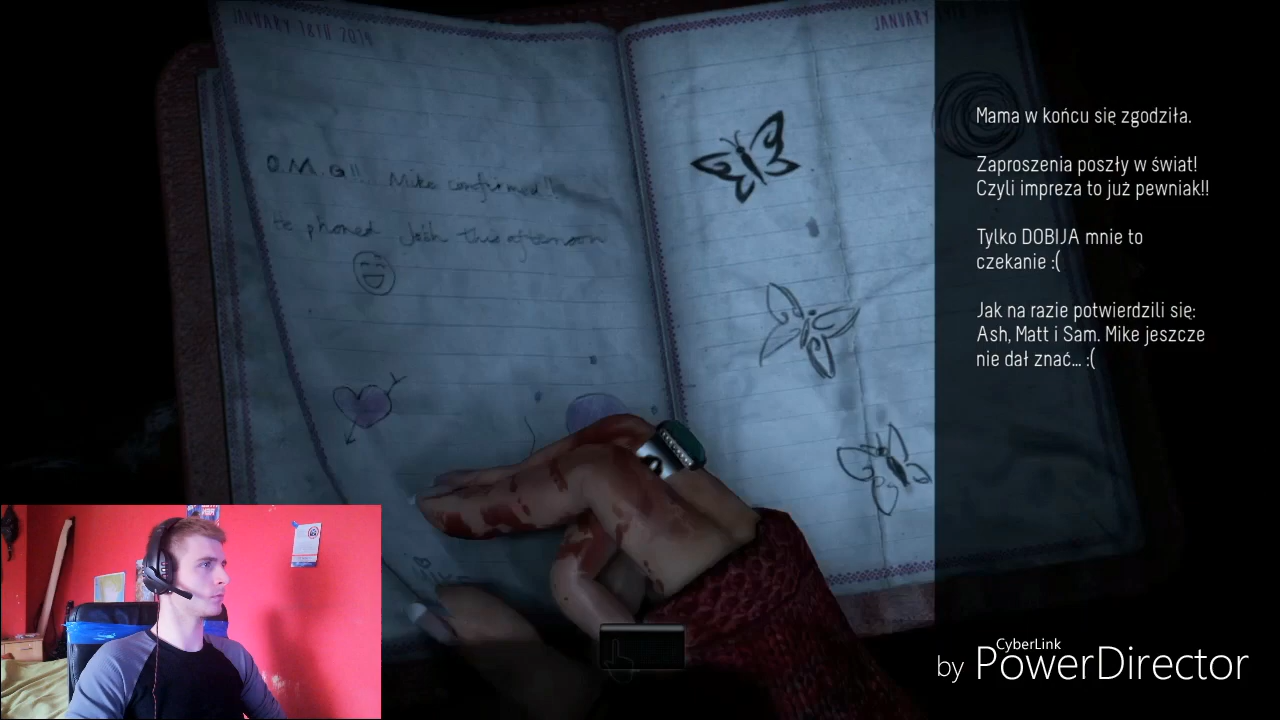 JANUARY 18TH 2014
JANUARY
O.M.G!! Mike confirmed!!
he phoned Josh this afternoon
Mama w końcu się zgodziła.
Zaproszenia poszły w świat!
Czyli impreza to już pewniak!!
Tylko DOBIJA mnie to
czekanie :(
Jak na razie potwierdzili się:
Ash, Matt i Sam. Mike jeszcze
nie dał znać... :(
CyberLink
by PowerDirector